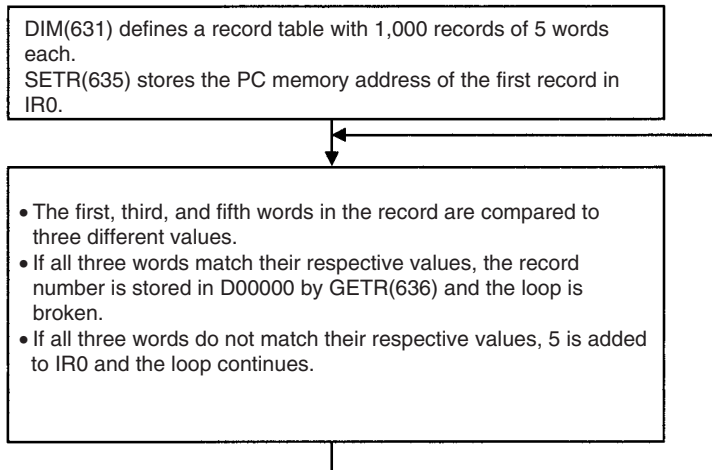 DIM(631) defines a record table with 1,000 records of 5 words
each.
SETR(635) stores the PC memory address of the first record in
IR0.
• The first, third, and fifth words in the record are compared to
three different values.
• If all three words match their respective values, the record
number is stored in D00000 by GETR(636) and the loop is
broken.
• If all three words do not match their respective values, 5 is added
to IR0 and the loop continues.